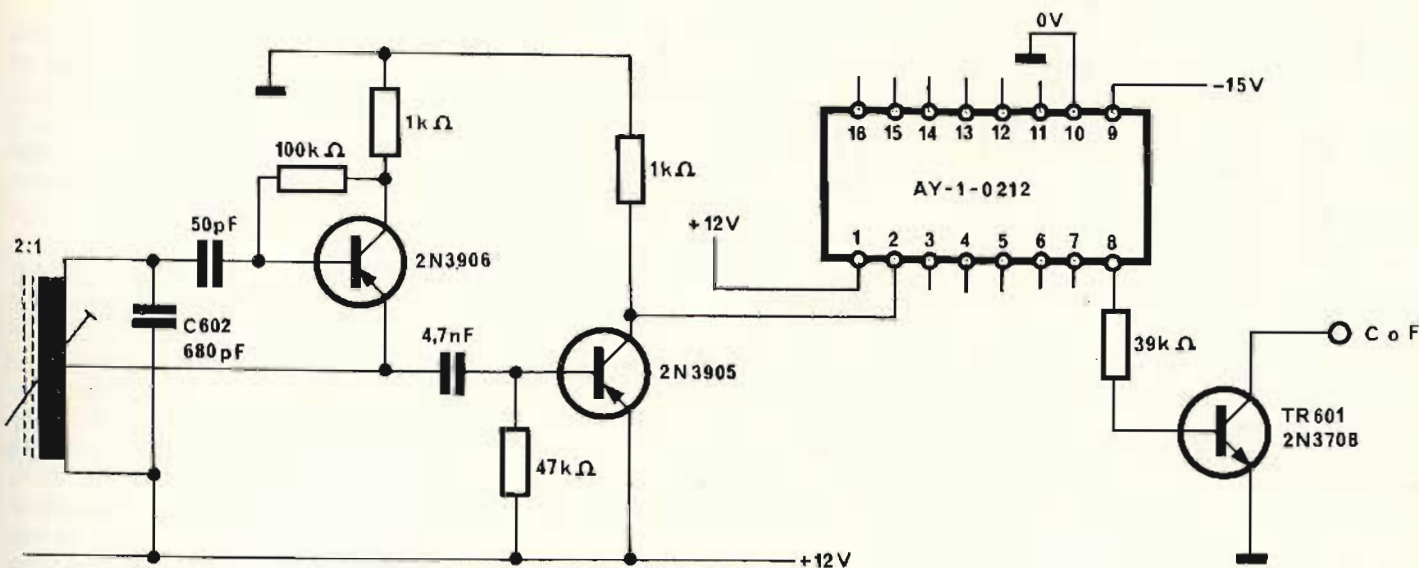 0V
-15V
1kΩ
100kΩ
1kΩ
16 15 14 13 12 11 10 9
AY-1-0212
50pF
+12V
2:1
2N3906
1 2 3 4 5 6 7 8
C602
680pF
4,7nF
2N3905
39kΩ
C o F
TR601
2N3708
47kΩ
+12V